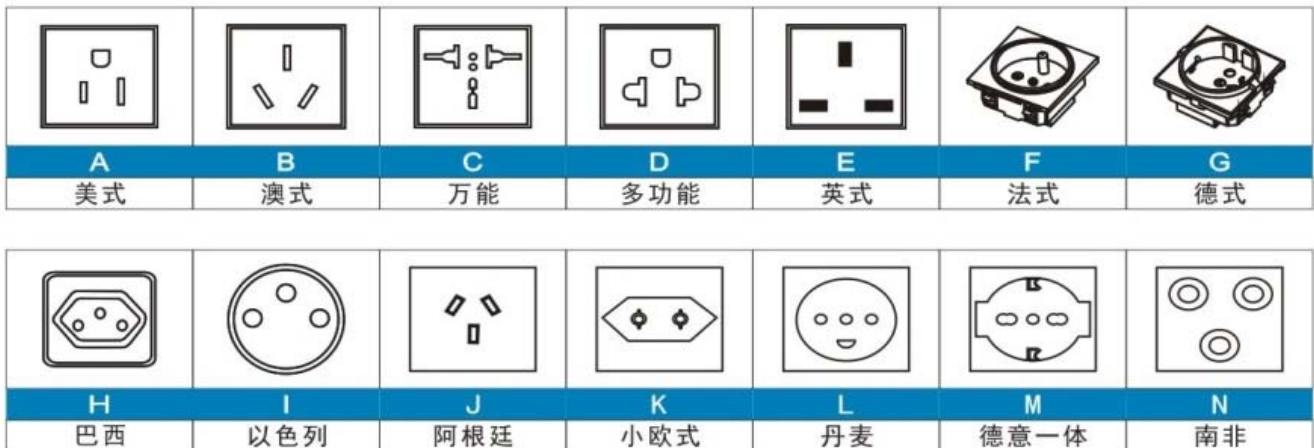 A B C D E F G
美式 澳式 万能 多功能 英式 法式 德式
H I J K L M N
巴西 以色列 阿根廷 小欧式 丹麦 德意一体 南非